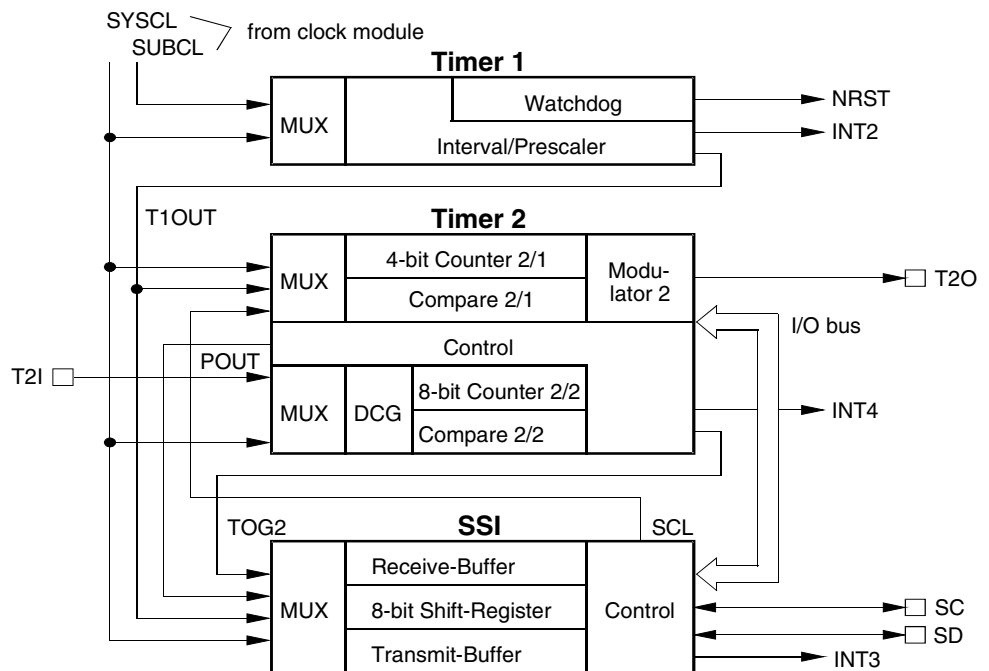 SYSCL
SUBCL
from clock module
Timer 1
MUX
Watchdog
Interval/Prescaler
NRST
INT2
T1OUT
Timer 2
MUX
4-bit Counter 2/1
Compare 2/1
Modu-
lator 2
T2O
I/O bus
Control
POUT
T2I
MUX
DCG
8-bit Counter 2/2
Compare 2/2
INT4
TOG2
SSI
SCL
MUX
Receive-Buffer
8-bit Shift-Register
Transmit-Buffer
Control
SC
SD
INT3